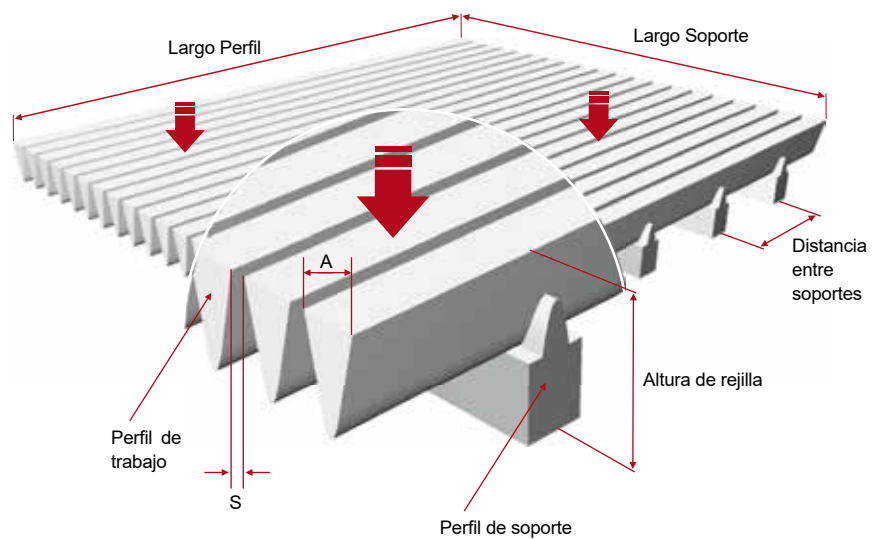 Largo Perfil
Largo Soporte
A
Distancia
entre
soportes
Altura de rejilla
Perfil de
trabajo
S
Perfil de soporte